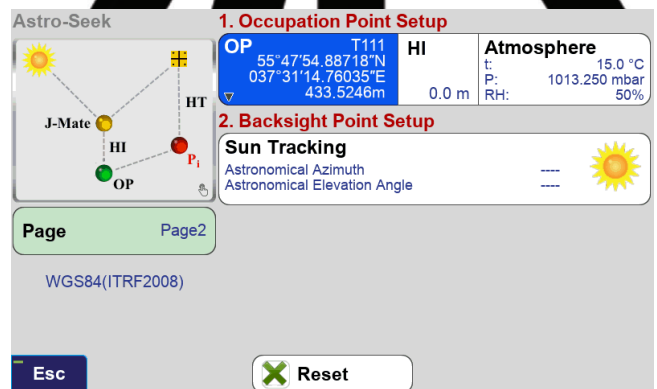 Astro-Seek
J-Mate
HI
HT
OP
Pi
Page
Page2
WGS84(ITRF2008)
Esc
1. Occupation Point Setup
OP
T111
55°47'54.88718"N
037°31'14.76035"E
433.5246m
HI
0.0 m
Atmosphere
t: 15.0 °C
P: 1013.250 mbar
RH: 50%
2. Backsight Point Setup
Sun Tracking
Astronomical Azimuth ----
Astronomical Elevation Angle ----
Reset